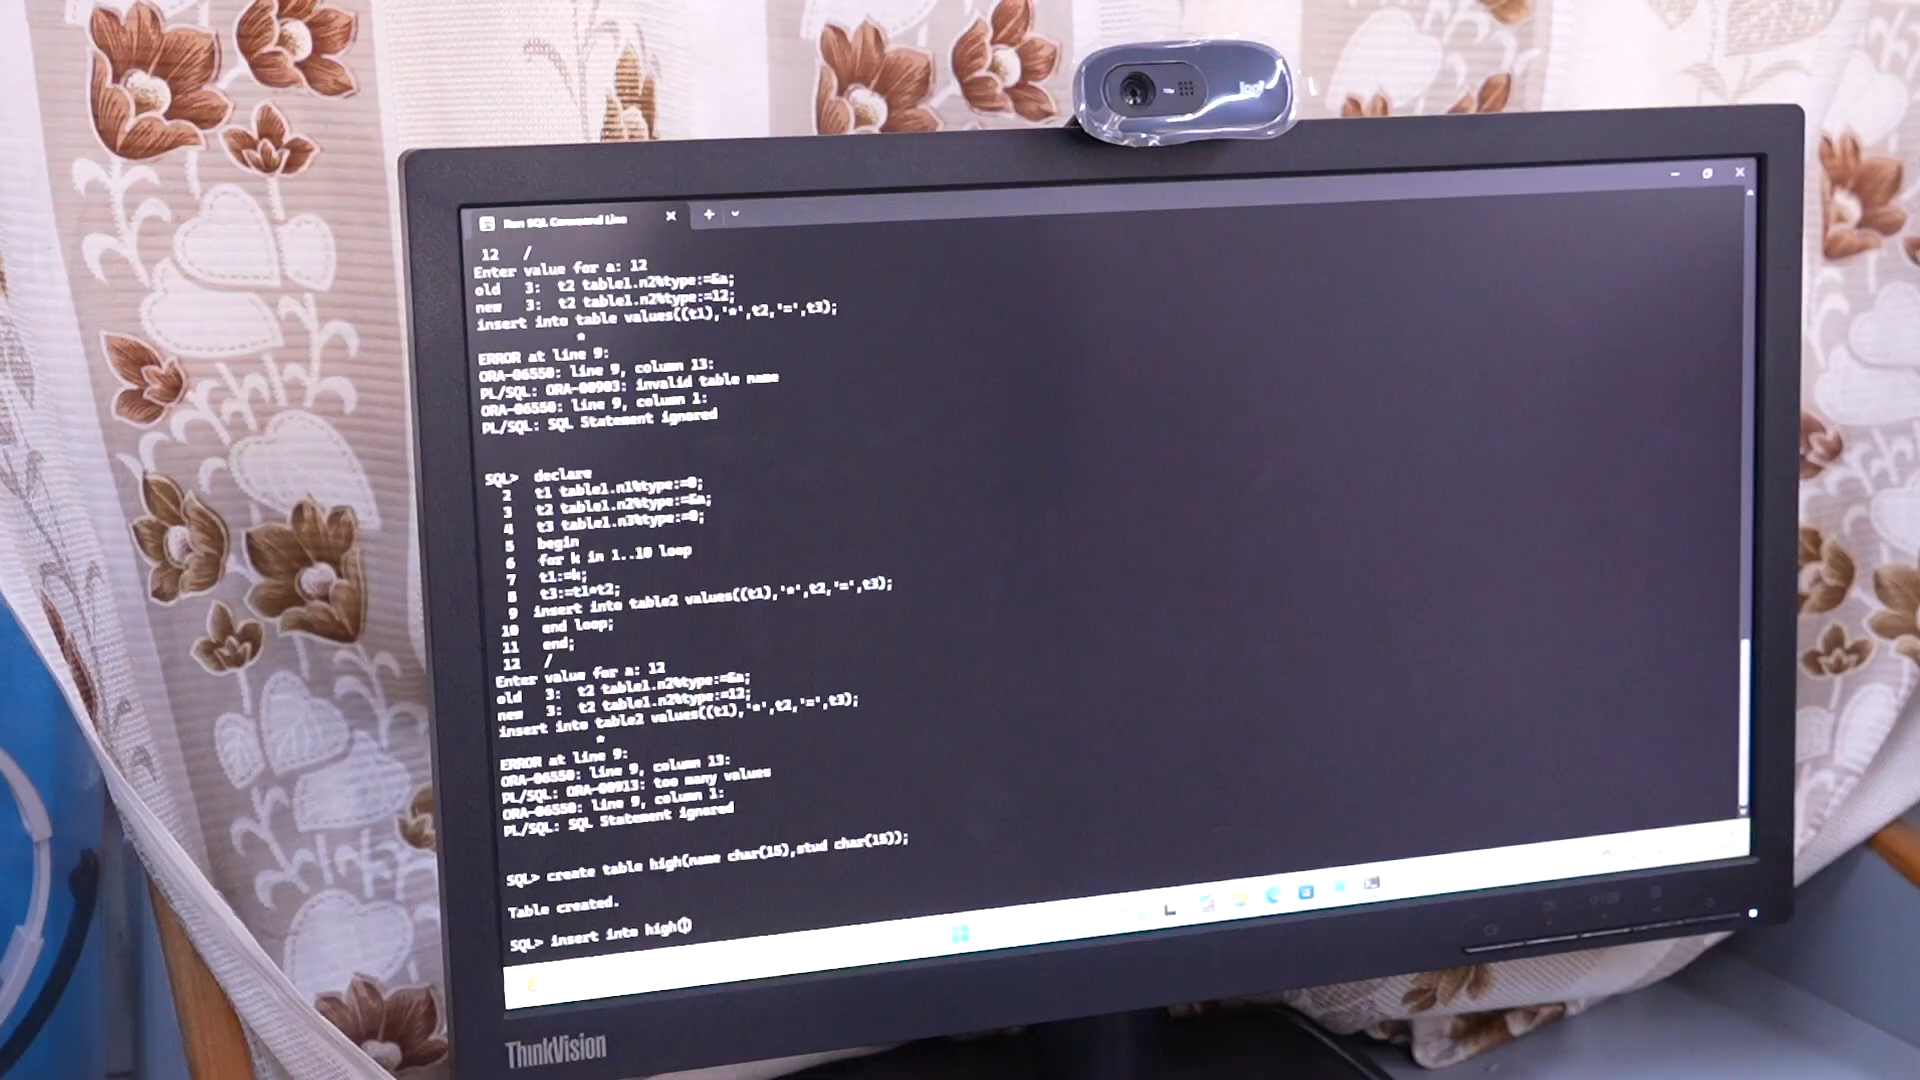 logi
Run SQL Command Line
12 /
Enter value for a: 12
old 3: t2 table1.n2%type:=&a;
new 3: t2 table1.n2%type:=12;
insert into table values((t1),'*',t2,'=',t3);
*
ERROR at line 9:
ORA-06550: line 9, column 13:
PL/SQL: ORA-00903: invalid table name
ORA-06550: line 9, column 1:
PL/SQL: SQL Statement ignored
SQL> declare
2 t1 table1.n1%type:=0;
3 t2 table1.n2%type:=&a;
4 t3 table1.n3%type:=0;
5 begin
6 for k in 1..10 loop
7 t1:=k;
8 t3:=t1*t2;
9 insert into table2 values((t1),'*',t2,'=',t3);
10 end loop;
11 end;
12 /
Enter value for a: 12
old 3: t2 table1.n2%type:=&a;
new 3: t2 table1.n2%type:=12;
insert into table2 values((t1),'*',t2,'=',t3);
*
ERROR at line 9:
ORA-06550: line 9, column 13:
PL/SQL: ORA-00913: too many values
ORA-06550: line 9, column 1:
PL/SQL: SQL Statement ignored
SQL> create table high(name char(15),stud char(15));
Table created.
SQL> insert into high()
ThinkVision